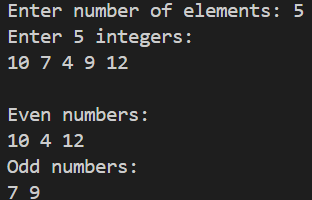 Enter number of elements: 5
Enter 5 integers:
10 7 4 9 12
Even numbers:
10 4 12
Odd numbers:
7 9